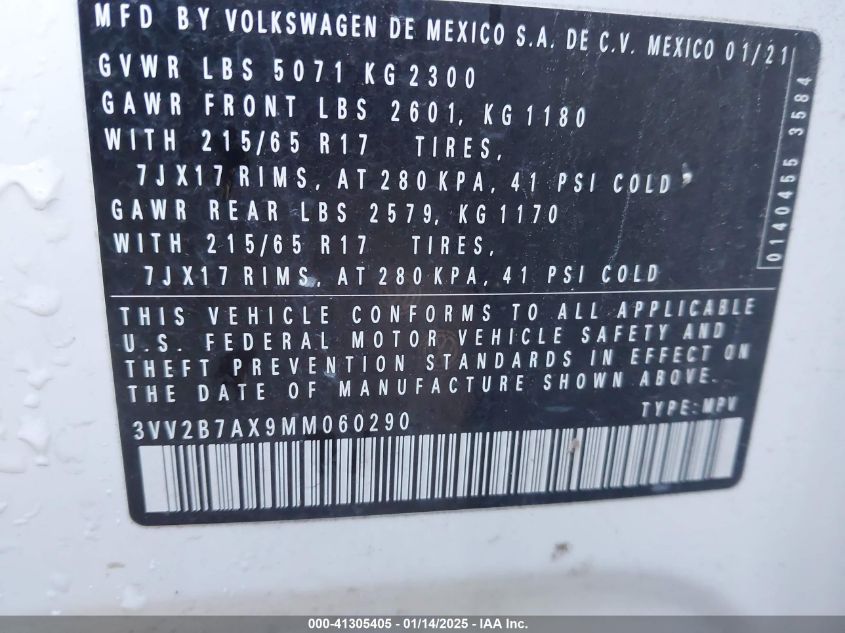 MFD BY VOLKSWAGEN DE MEXICO S.A. DE C.V. MEXICO 01/21
GVWR LBS 5071 KG 2300
GAWR FRONT LBS 2601, KG 1180
WITH 215/65 R17 TIRES,
7JX17 RIMS, AT 280 KPA, 41 PSI COLD
GAWR REAR LBS 2579, KG 1170
WITH 215/65 R17 TIRES,
7JX17 RIMS, AT 280 KPA, 41 PSI COLD
0140455 3584
THIS VEHICLE CONFORMS TO ALL APPLICABLE
U.S. FEDERAL MOTOR VEHICLE SAFETY AND
THEFT PREVENTION STANDARDS IN EFFECT ON
THE DATE OF MANUFACTURE SHOWN ABOVE.
3VV2B7AX9MM060290 TYPE: MPV
000-41305405 - 01/14/2025 - IAAI.com